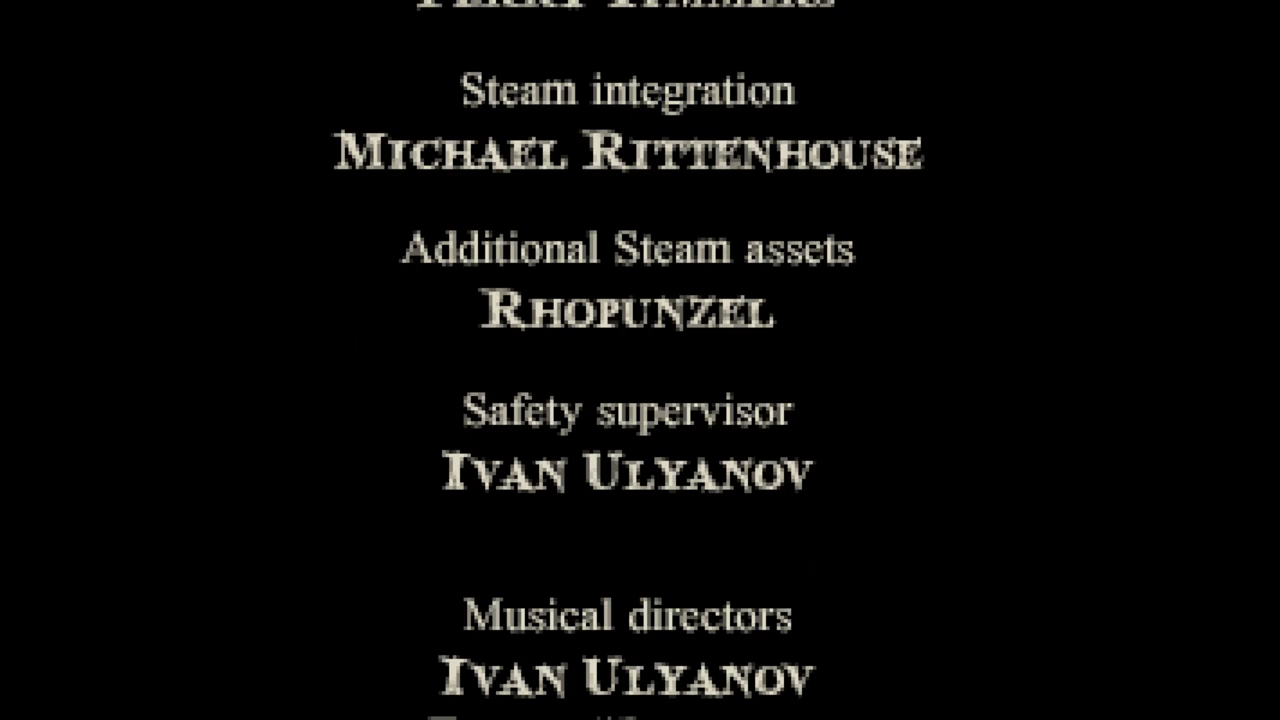 Steam integration
MICHAEL RITTENHOUSE
Additional Steam assets
RHOPUNZEL
Safety supervisor
IVAN ULYANOV
Musical directors
IVAN ULYANOV